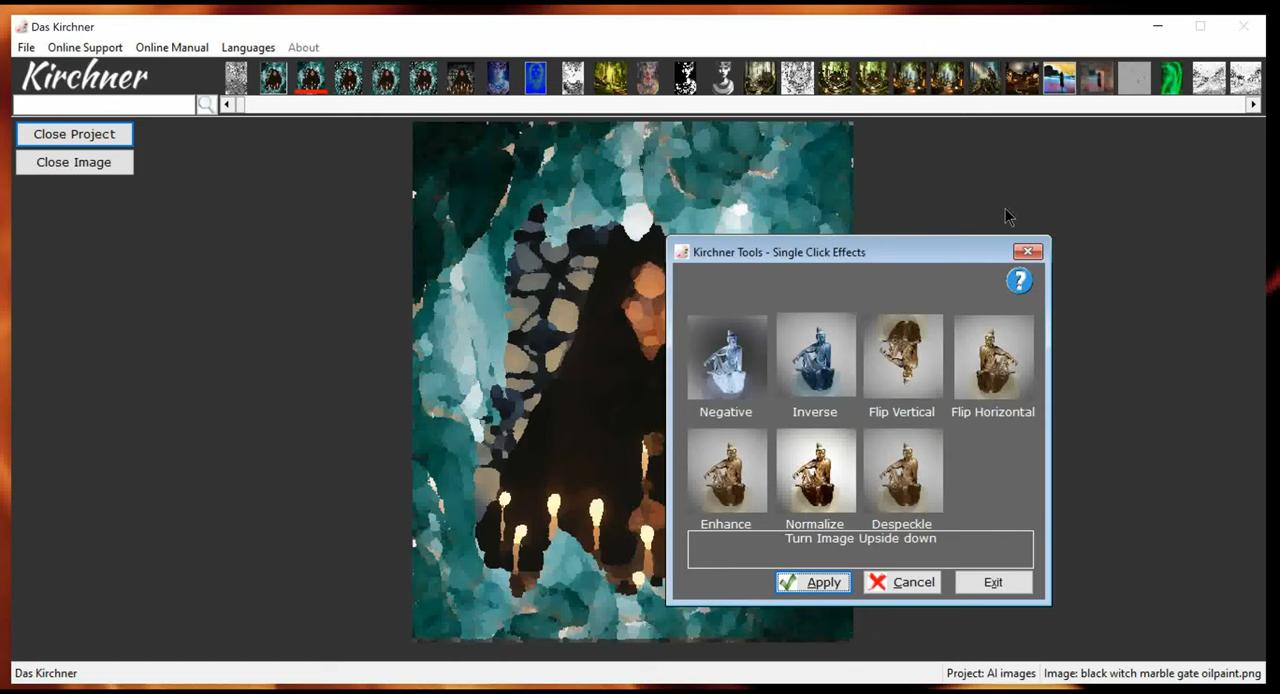 Das Kirchner
File Online Support Online Manual Languages About
Kirchner
Close Project
Close Image
Kirchner Tools - Single Click Effects
?
Negative Inverse Flip Vertical Flip Horizontal
Enhance Normalize Despeckle
Turn Image Upside down
Apply Cancel Exit
Das Kirchner Project: AI images Image: black witch marble gate oilpaint.png